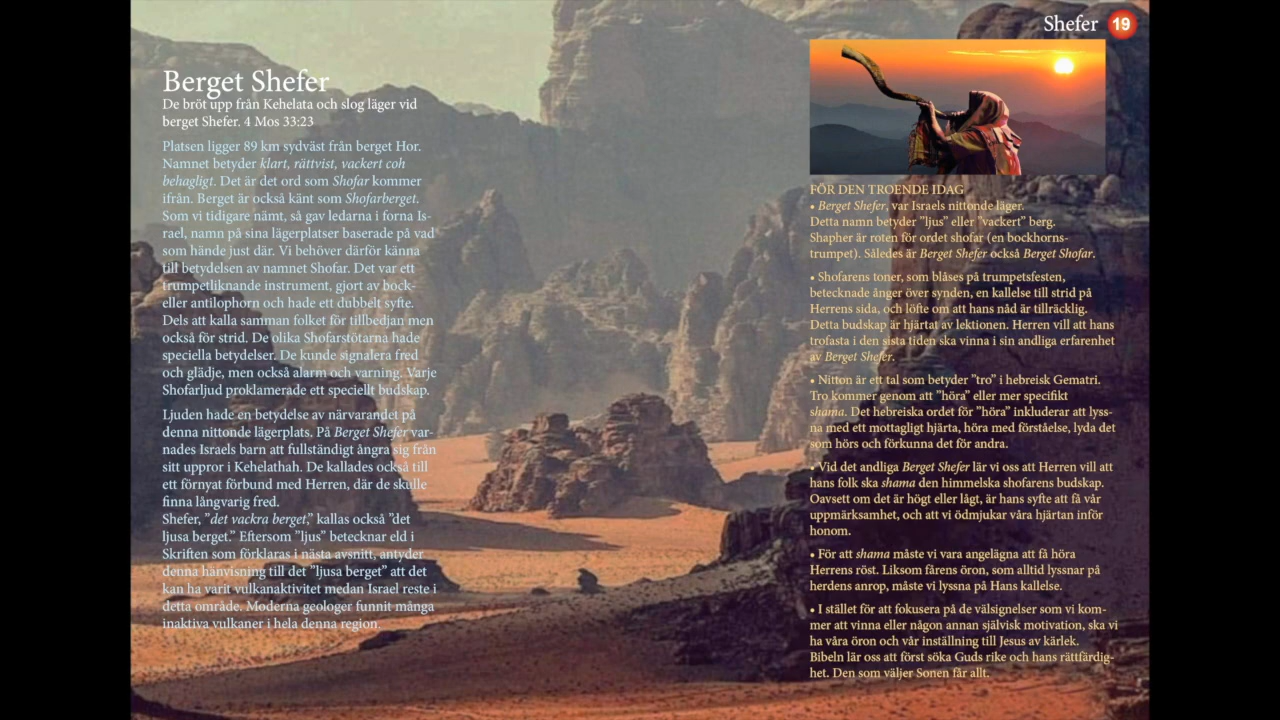 Berget Shefer
De bröt upp från Kehelata och slog läger vid
berget Shefer. 4 Mos 33:23
Platsen ligger 89 km sydväst från berget Hor.
Namnet betyder klart, rättvist, vackert coh
behagligt. Det är det ord som Shofar kommer
ifrån. Berget är också känt som Shofarberget.
Som vi tidigare nämt, så gav ledarna i forna Is-
rael, namn på sina lägerplatser baserade på vad
som hände just där. Vi behöver därför känna
till betydelsen av namnet Shofar. Det var ett
trumpetliknande instrument, gjort av bock-
eller antilophorn och hade ett dubbelt syfte.
Dels att kalla samman folket för tillbedjan men
också för strid. De olika Shofarstötarna hade
speciella betydelser. De kunde signalera fred
och glädje, men också alarm och varning. Varje
Shofarljud proklamerade ett speciellt budskap.
Ljuden hade en betydelse av närvarandet på
denna nittonde lägerplats. På Berget Shefer var-
nades Israels barn att fullständigt ångra sig från
sitt uppror i Kehelathah. De kallades också till
ett förnyat förbund med Herren, där de skulle
finna långvarig fred.
Shefer, ”det vackra berget,” kallas också ”det
ljusa berget.” Eftersom ”ljus” betecknar eld i
Skriften som förklaras i nästa avsnitt, antyder
denna hänvisning till det ”ljusa berget” att det
kan ha varit vulkanaktivitet medan Israel reste i
detta område. Moderna geologer funnit många
inaktiva vulkaner i hela denna region.
Shefer 19
FÖR DEN TROENDE IDAG
• Berget Shefer, var Israels nittonde läger.
Detta namn betyder ”ljus” eller ”vackert” berg.
Shapher är roten för ordet shofar (en bockhorns-
trumpet). Således är Berget Shefer också Berget Shofar.
• Shofarens toner, som blåses på trumpetsfesten,
betecknade ånger över synden, en kallelse till strid på
Herrens sida, och löfte om att hans nåd är tillräcklig.
Detta budskap är hjärtat av lektionen. Herren vill att hans
trofasta i den sista tiden ska vinna i sin andliga erfarenhet
av Berget Shefer.
• Nitton är ett tal som betyder ”tro” i hebreisk Gematri.
Tro kommer genom att ”höra” eller mer specifikt
shama. Det hebreiska ordet för ”höra” inkluderar att lyss-
na med ett mottagligt hjärta, höra med förståelse, lyda det
som hörs och förkunna det för andra.
• Vid det andliga Berget Shefer lär vi oss att Herren vill att
hans folk ska shama den himmelska shofarens budskap.
Oavsett om det är högt eller lågt, är hans syfte att få vår
uppmärksamhet, och att vi ödmjukar våra hjärtan inför
honom.
• För att shama måste vi vara angelägna att få höra
Herrens röst. Liksom fårens öron, som alltid lyssnar på
herdens anrop, måste vi lyssna på Hans kallelse.
• I stället för att fokusera på de välsignelser som vi kom-
mer att vinna eller någon annan självisk motivation, ska vi
ha våra öron och vår inställning till Jesus av kärlek.
Bibeln lär oss att först söka Guds rike och hans rättfärdig-
het. Den som väljer Sonen får allt.